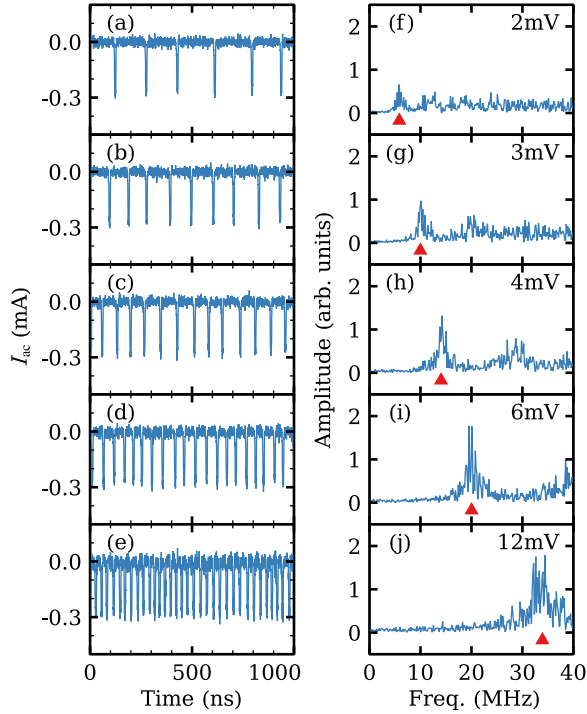 (a)
0.0
-0.3
(b)
0.0
-0.3
(c)
0.0
-0.3
(d)
0.0
-0.3
(e)
0.0
-0.3
0 500 1000
Time (ns)
I_ac (mA)
(f) 2mV
2
1
0
(g) 3mV
2
1
0
(h) 4mV
2
1
0
(i) 6mV
2
1
0
(j) 12mV
2
1
0
0 10 20 30 40
Freq. (MHz)
Amplitude (arb. units)